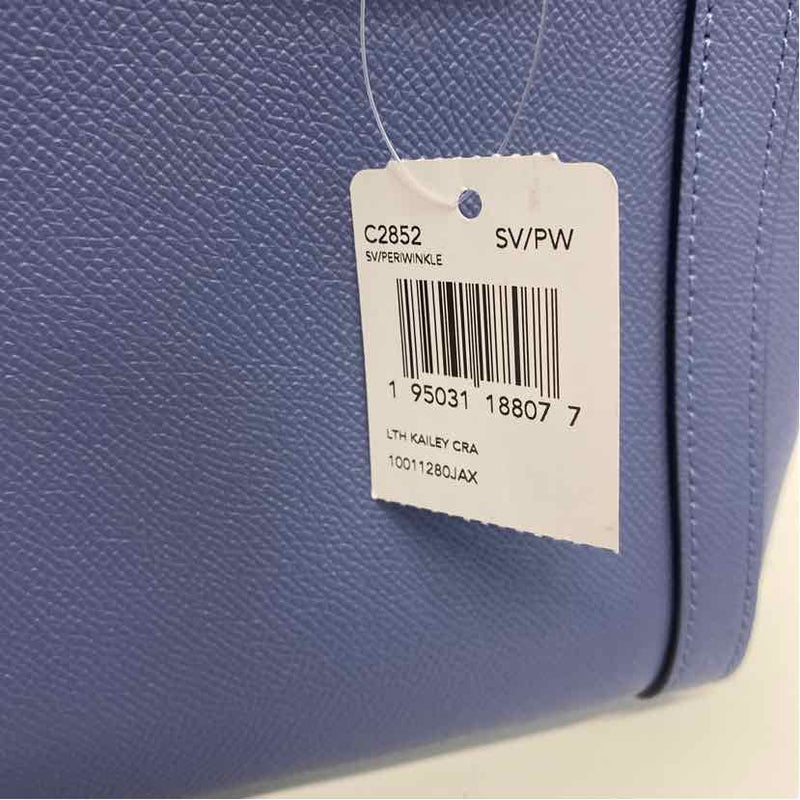 C2852 SV/PW
SV/PERIWINKLE
1 95031 18807 7
LTH KAILEY CRA
10011280JAX